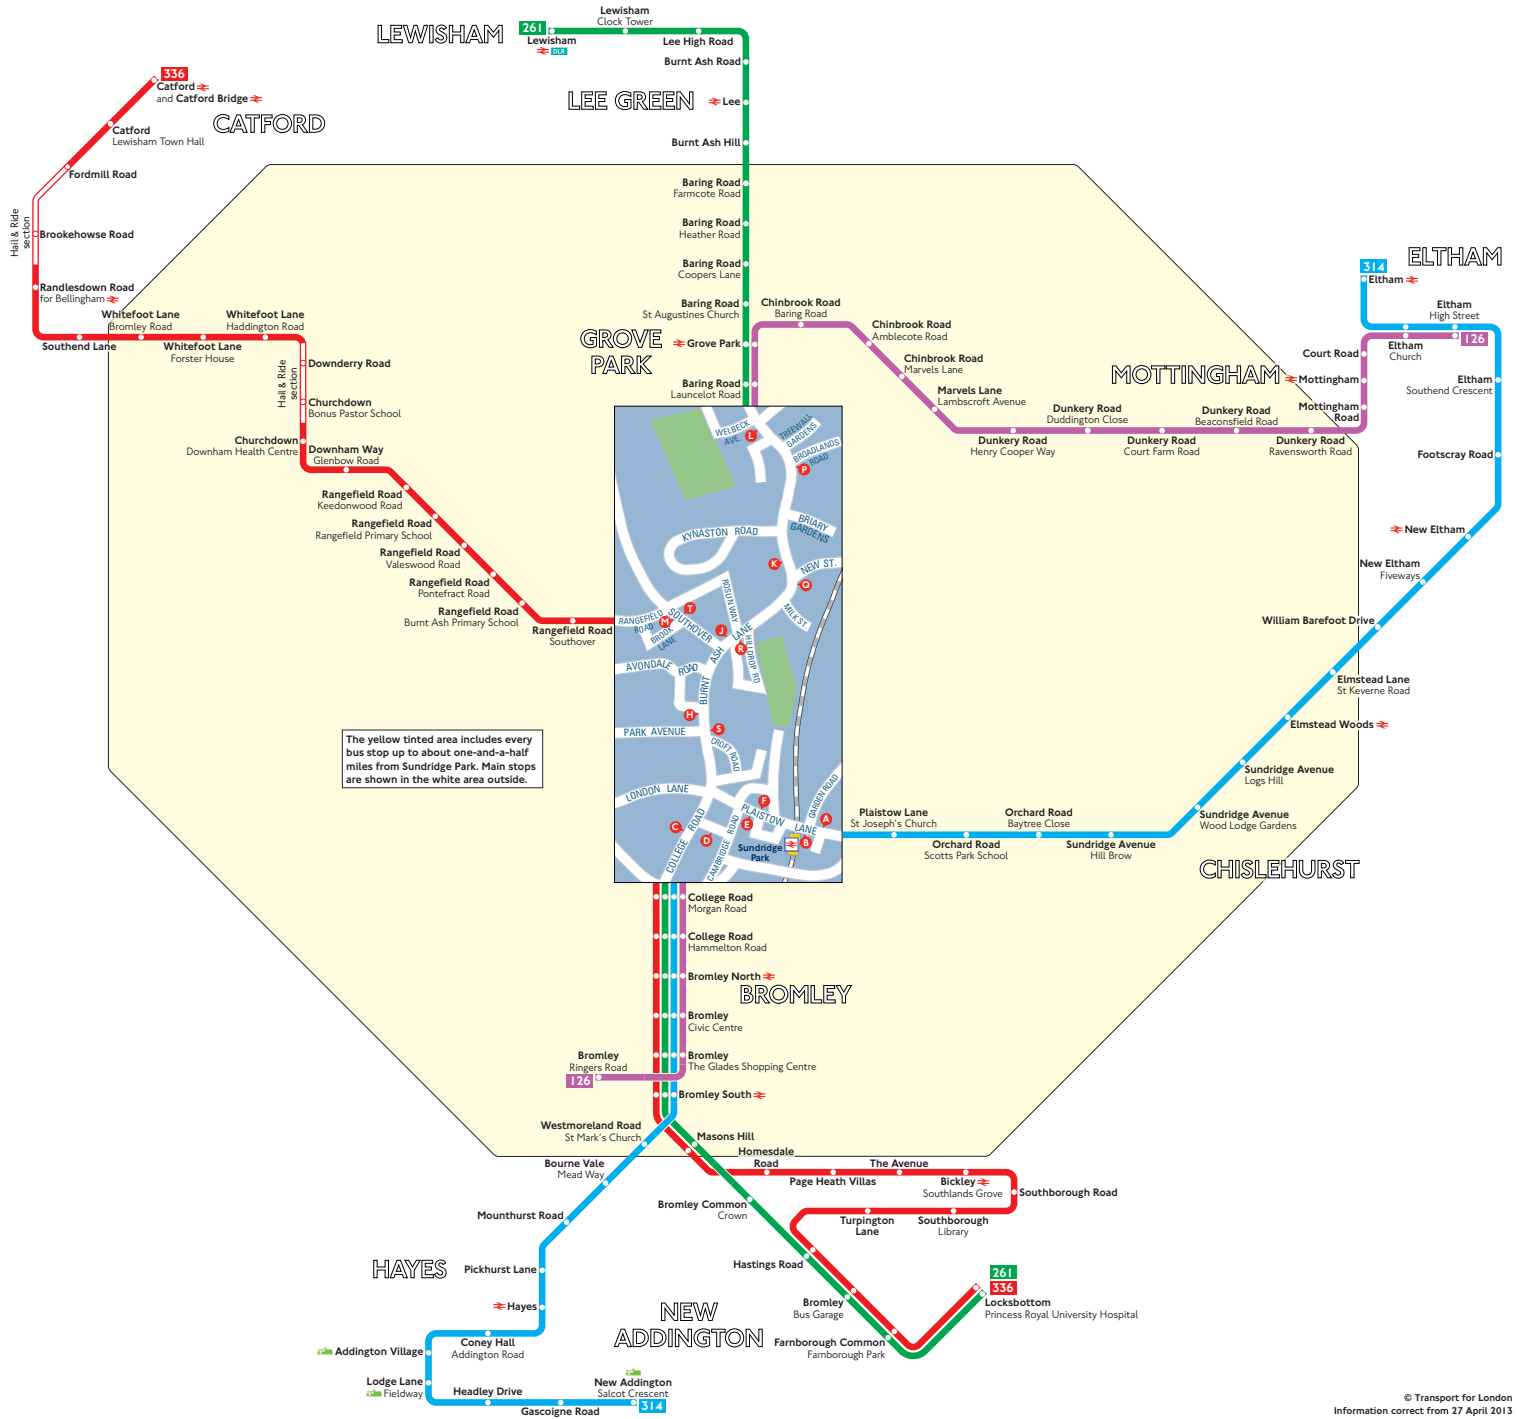 LEWISHAM
261
Lewisham
DLR
Lewisham
Clock Tower
Lee High Road
Burnt Ash Road
LEE GREEN
Lee
Burnt Ash Hill
336
Catford
and Catford Bridge
CATFORD
Catford
Lewisham Town Hall
Fordmill Road
Hail & Ride
section
Brookehowse Road
Randlesdown Road
for Bellingham
Southend Lane
Whitefoot Lane
Bromley Road
Whitefoot Lane
Forster House
Whitefoot Lane
Haddington Road
Downderry Road
Hail & Ride
section
Churchdown
Bonus Pastor School
Churchdown
Downham Health Centre
Downham Way
Glenbow Road
Rangefield Road
Keedonwood Road
Rangefield Road
Rangefield Primary School
Rangefield Road
Valeswood Road
Rangefield Road
Pontefract Road
Rangefield Road
Burnt Ash Primary School
Rangefield Road
Southover
Baring Road
Farmcote Road
Baring Road
Heather Road
Baring Road
Coopers Lane
Baring Road
St Augustines Church
GROVE
PARK
Grove Park
Baring Road
Launcelot Road
Chinbrook Road
Baring Road
Chinbrook Road
Amblecote Road
Chinbrook Road
Marvels Lane
Marvels Lane
Lambscroft Avenue
Dunkery Road
Henry Cooper Way
Dunkery Road
Duddington Close
Dunkery Road
Court Farm Road
Dunkery Road
Beaconsfield Road
Dunkery Road
Ravensworth Road
MOTTINGHAM
Mottingham
Road
Mottingham
Court Road
Eltham
Church
126
ELTHAM
314
Eltham
Eltham
High Street
Eltham
Southend Crescent
Footscray Road
New Eltham
New Eltham
Fiveways
William Barefoot Drive
Elmstead Lane
St Keverne Road
Elmstead Woods
Sundridge Avenue
Logs Hill
Sundridge Avenue
Wood Lodge Gardens
CHISLEHURST
Sundridge Avenue
Hill Brow
Orchard Road
Baytree Close
Orchard Road
Scotts Park School
Plaistow Lane
St Joseph's Church
WELBECK
AVE.
L
TREEWALL
GARDENS
BROADLANDS
ROAD
P
KYNASTON ROAD
BRIARY
GARDENS
K
NEW ST.
Q
MILK ST.
ROSUNWAY
T
RANGEFIELD
ROAD
M
SOUTHOVER
BROOK
LANE
J
R
HILLDROP RD
BURNT ASH LANE
AVONDALE ROAD
H
S
PARK AVENUE
CROFT ROAD
LONDON LANE
F
PLAISTOW LANE
GARDEN ROAD
A
B
C
D
E
COLLEGE ROAD
CAMBRIDGE ROAD
Sundridge
Park
The yellow tinted area includes every
bus stop up to about one-and-a-half
miles from Sundridge Park. Main stops
are shown in the white area outside.
College Road
Morgan Road
College Road
Hammelton Road
Bromley North
BROMLEY
Bromley
Civic Centre
Bromley
The Glades Shopping Centre
Bromley
Ringers Road
126
Bromley South
Westmoreland Road
St Mark's Church
Bourne Vale
Mead Way
Mounthurst Road
HAYES
Pickhurst Lane
Hayes
Coney Hall
Addington Road
Addington Village
Lodge Lane
Fieldway
Headley Drive
Gascoigne Road
New Addington
Salcot Crescent
314
NEW
ADDINGTON
Masons Hill
Homesdale
Road
Page Heath Villas
The Avenue
Bickley
Southlands Grove
Southborough Road
Southborough
Library
Turpington
Lane
Bromley Common
Crown
Hastings Road
Bromley
Bus Garage
Farnborough Common
Farnborough Park
261
336
Locksbottom
Princess Royal University Hospital
© Transport for London
Information correct from 27 April 2013